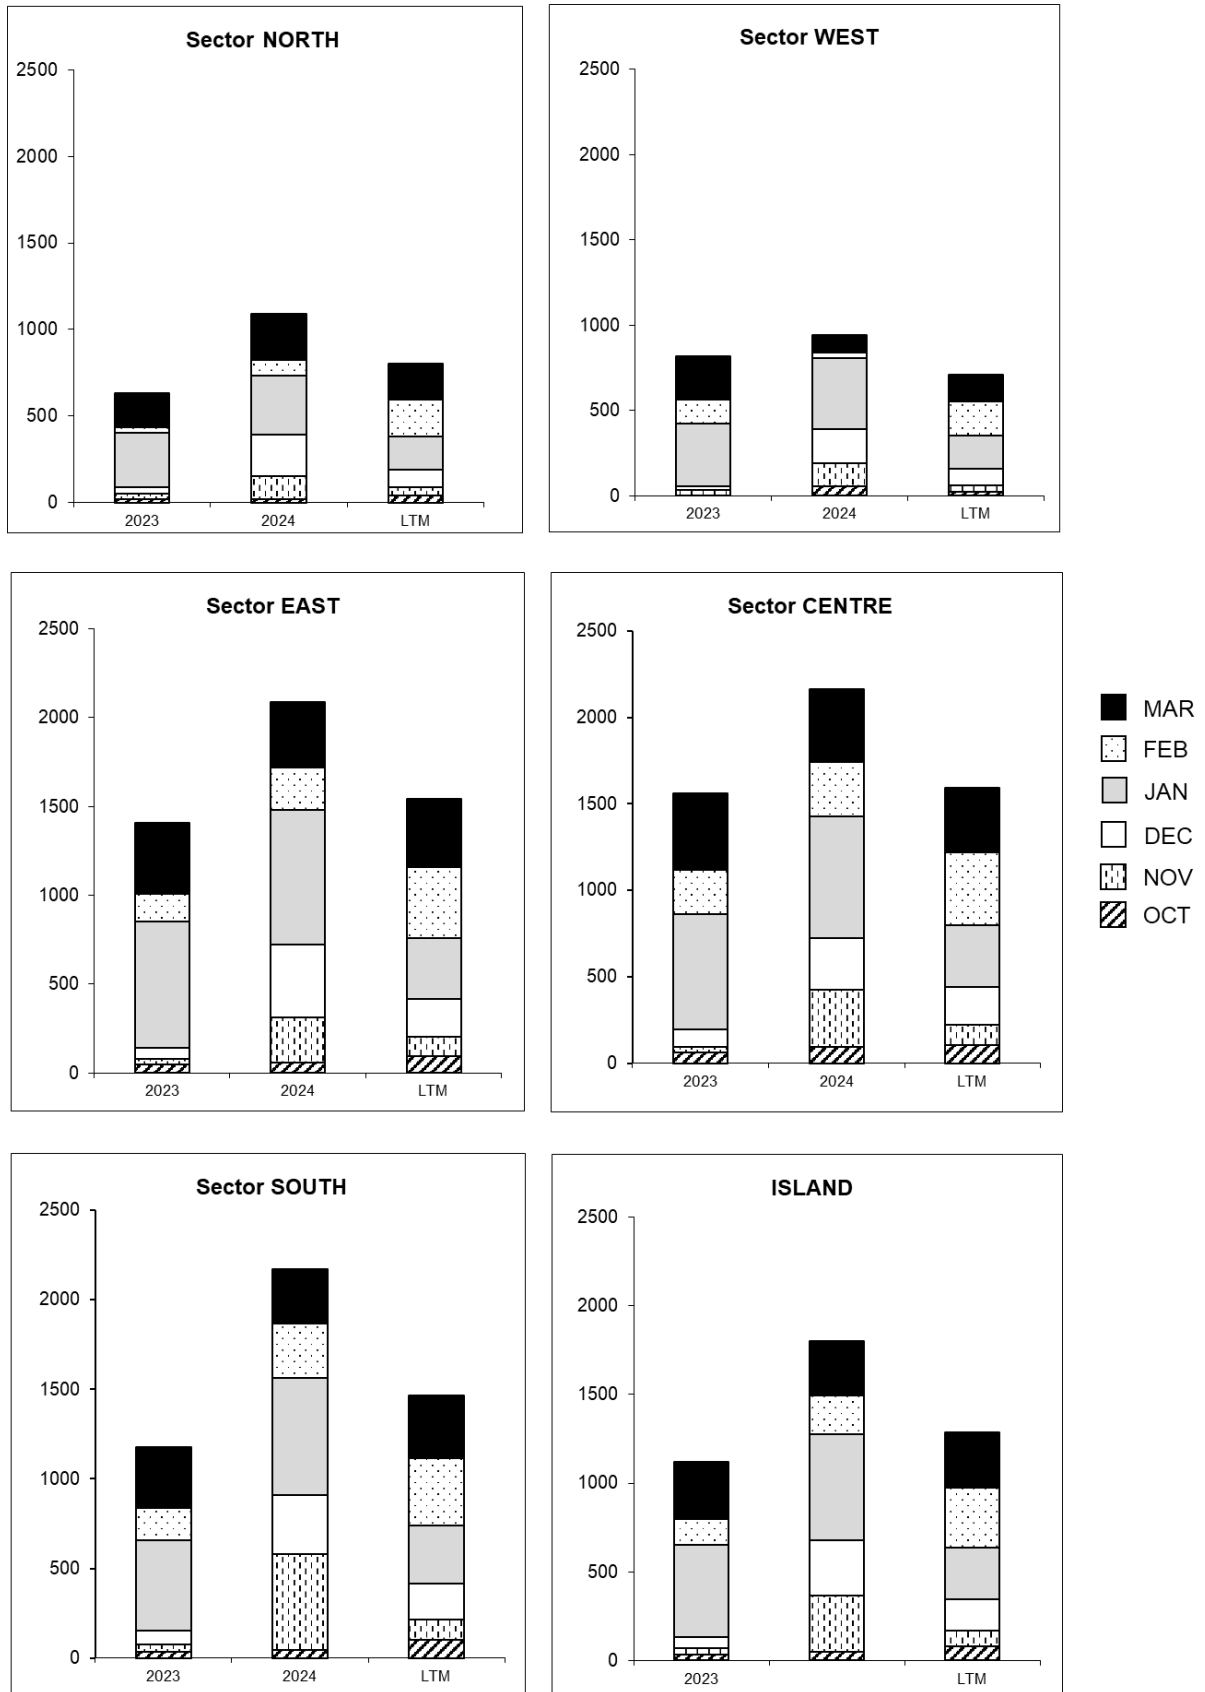 Sector NORTH
2500
2000
1500
1000
500
0
2023 2024 LTM
Sector WEST
2500
2000
1500
1000
500
0
2023 2024 LTM
Sector EAST
2500
2000
1500
1000
500
0
2023 2024 LTM
Sector CENTRE
2500
2000
1500
1000
500
0
2023 2024 LTM
MAR
FEB
JAN
DEC
NOV
OCT
Sector SOUTH
2500
2000
1500
1000
500
0
2023 2024 LTM
ISLAND
2500
2000
1500
1000
500
0
2023 LTM